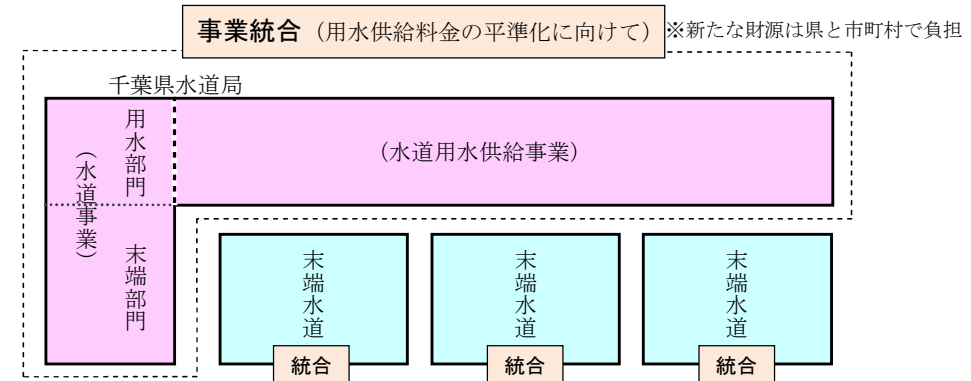 事業統合（用水供給料金の平準化に向けて）
※新たな財源は県と市町村で負担
千葉県水道局
用水部門
（水道事業）
（水道用水供給事業）
末端部門
末端水道
末端水道
末端水道
統合
統合
統合